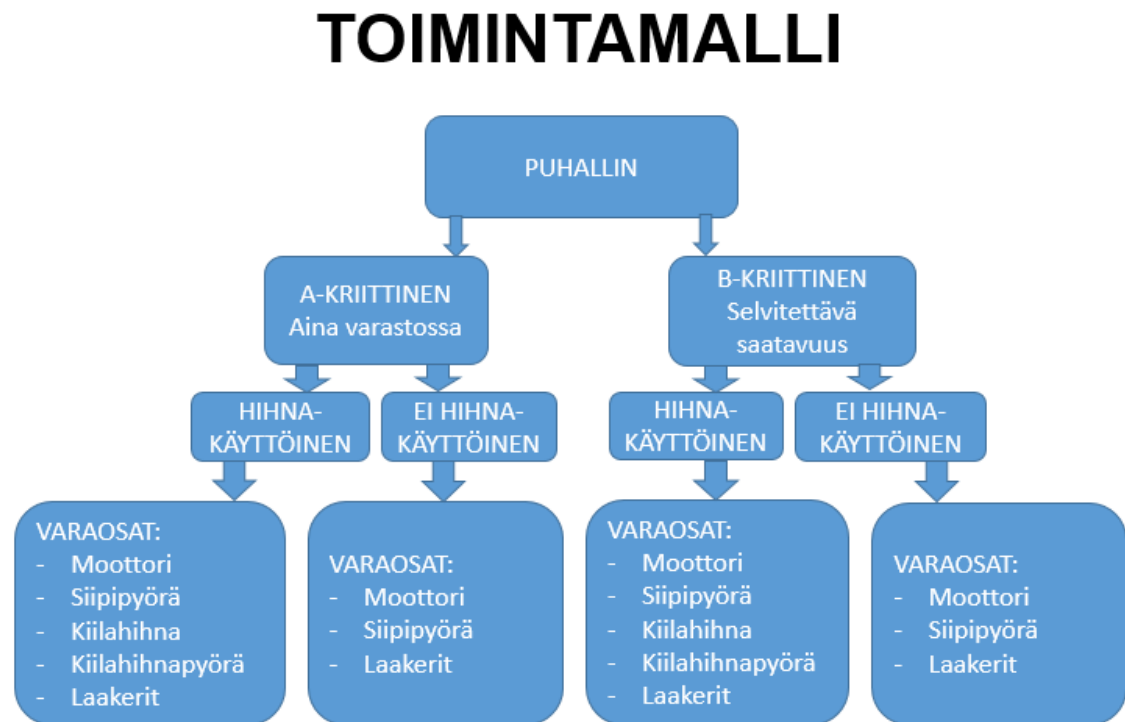 TOIMINTAMALLI
PUHALLIN
A-KRIITTINEN
Aina varastossa
B-KRIITTINEN
Selvitettävä
saatavuus
HIHNA-
KÄYTTÖINEN
EI HIHNA-
KÄYTTÖINEN
HIHNA-
KÄYTTÖINEN
EI HIHNA-
KÄYTTÖINEN
VARAOSAT:
- Moottori
- Siipipyörä
- Kiilahihna
- Kiilahihnapyörä
- Laakerit
VARAOSAT:
- Moottori
- Siipipyörä
- Laakerit
VARAOSAT:
- Moottori
- Siipipyörä
- Kiilahihna
- Kiilahihnapyörä
- Laakerit
VARAOSAT:
- Moottori
- Siipipyörä
- Laakerit